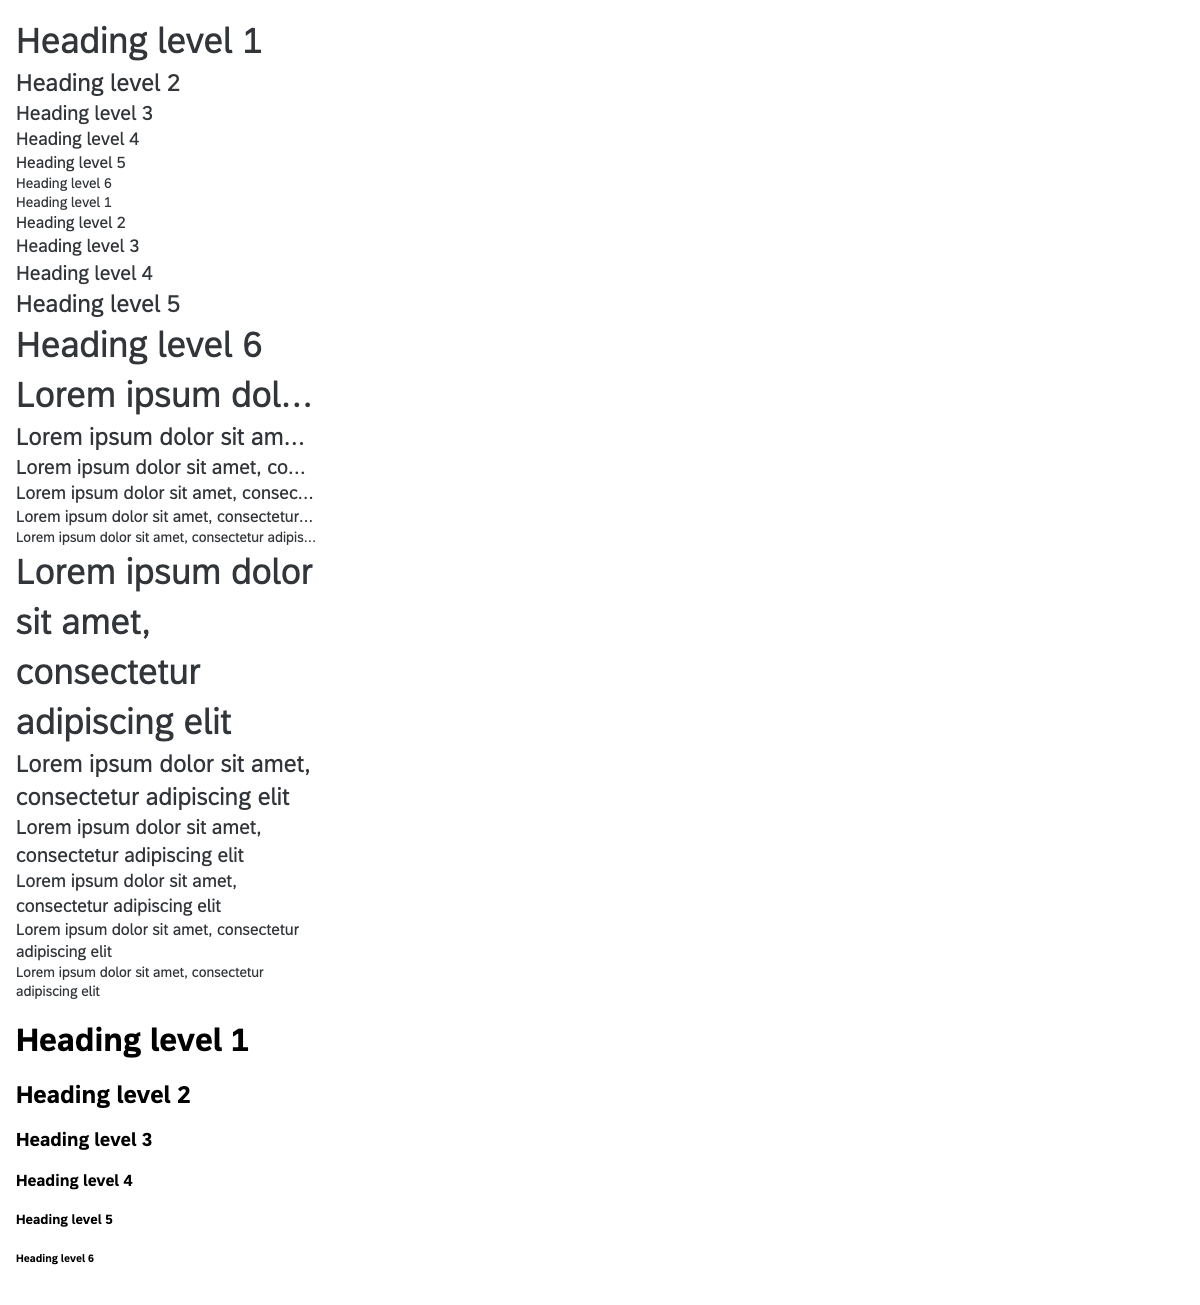 Heading level 1
Heading level 2
Heading level 3
Heading level 4
Heading level 5
Heading level 6
Heading level 1
Heading level 2
Heading level 3
Heading level 4
Heading level 5
Heading level 6
Lorem ipsum dol...
Lorem ipsum dolor sit am...
Lorem ipsum dolor sit amet, co...
Lorem ipsum dolor sit amet, consec...
Lorem ipsum dolor sit amet, consectetur...
Lorem ipsum dolor sit amet, consectetur adipis...
Lorem ipsum dolor
sit amet,
consectetur
adipiscing elit
Lorem ipsum dolor sit amet,
consectetur adipiscing elit
Lorem ipsum dolor sit amet,
consectetur adipiscing elit
Lorem ipsum dolor sit amet,
consectetur adipiscing elit
Lorem ipsum dolor sit amet, consectetur
adipiscing elit
Lorem ipsum dolor sit amet, consectetur
adipiscing elit
Heading level 1
Heading level 2
Heading level 3
Heading level 4
Heading level 5
Heading level 6